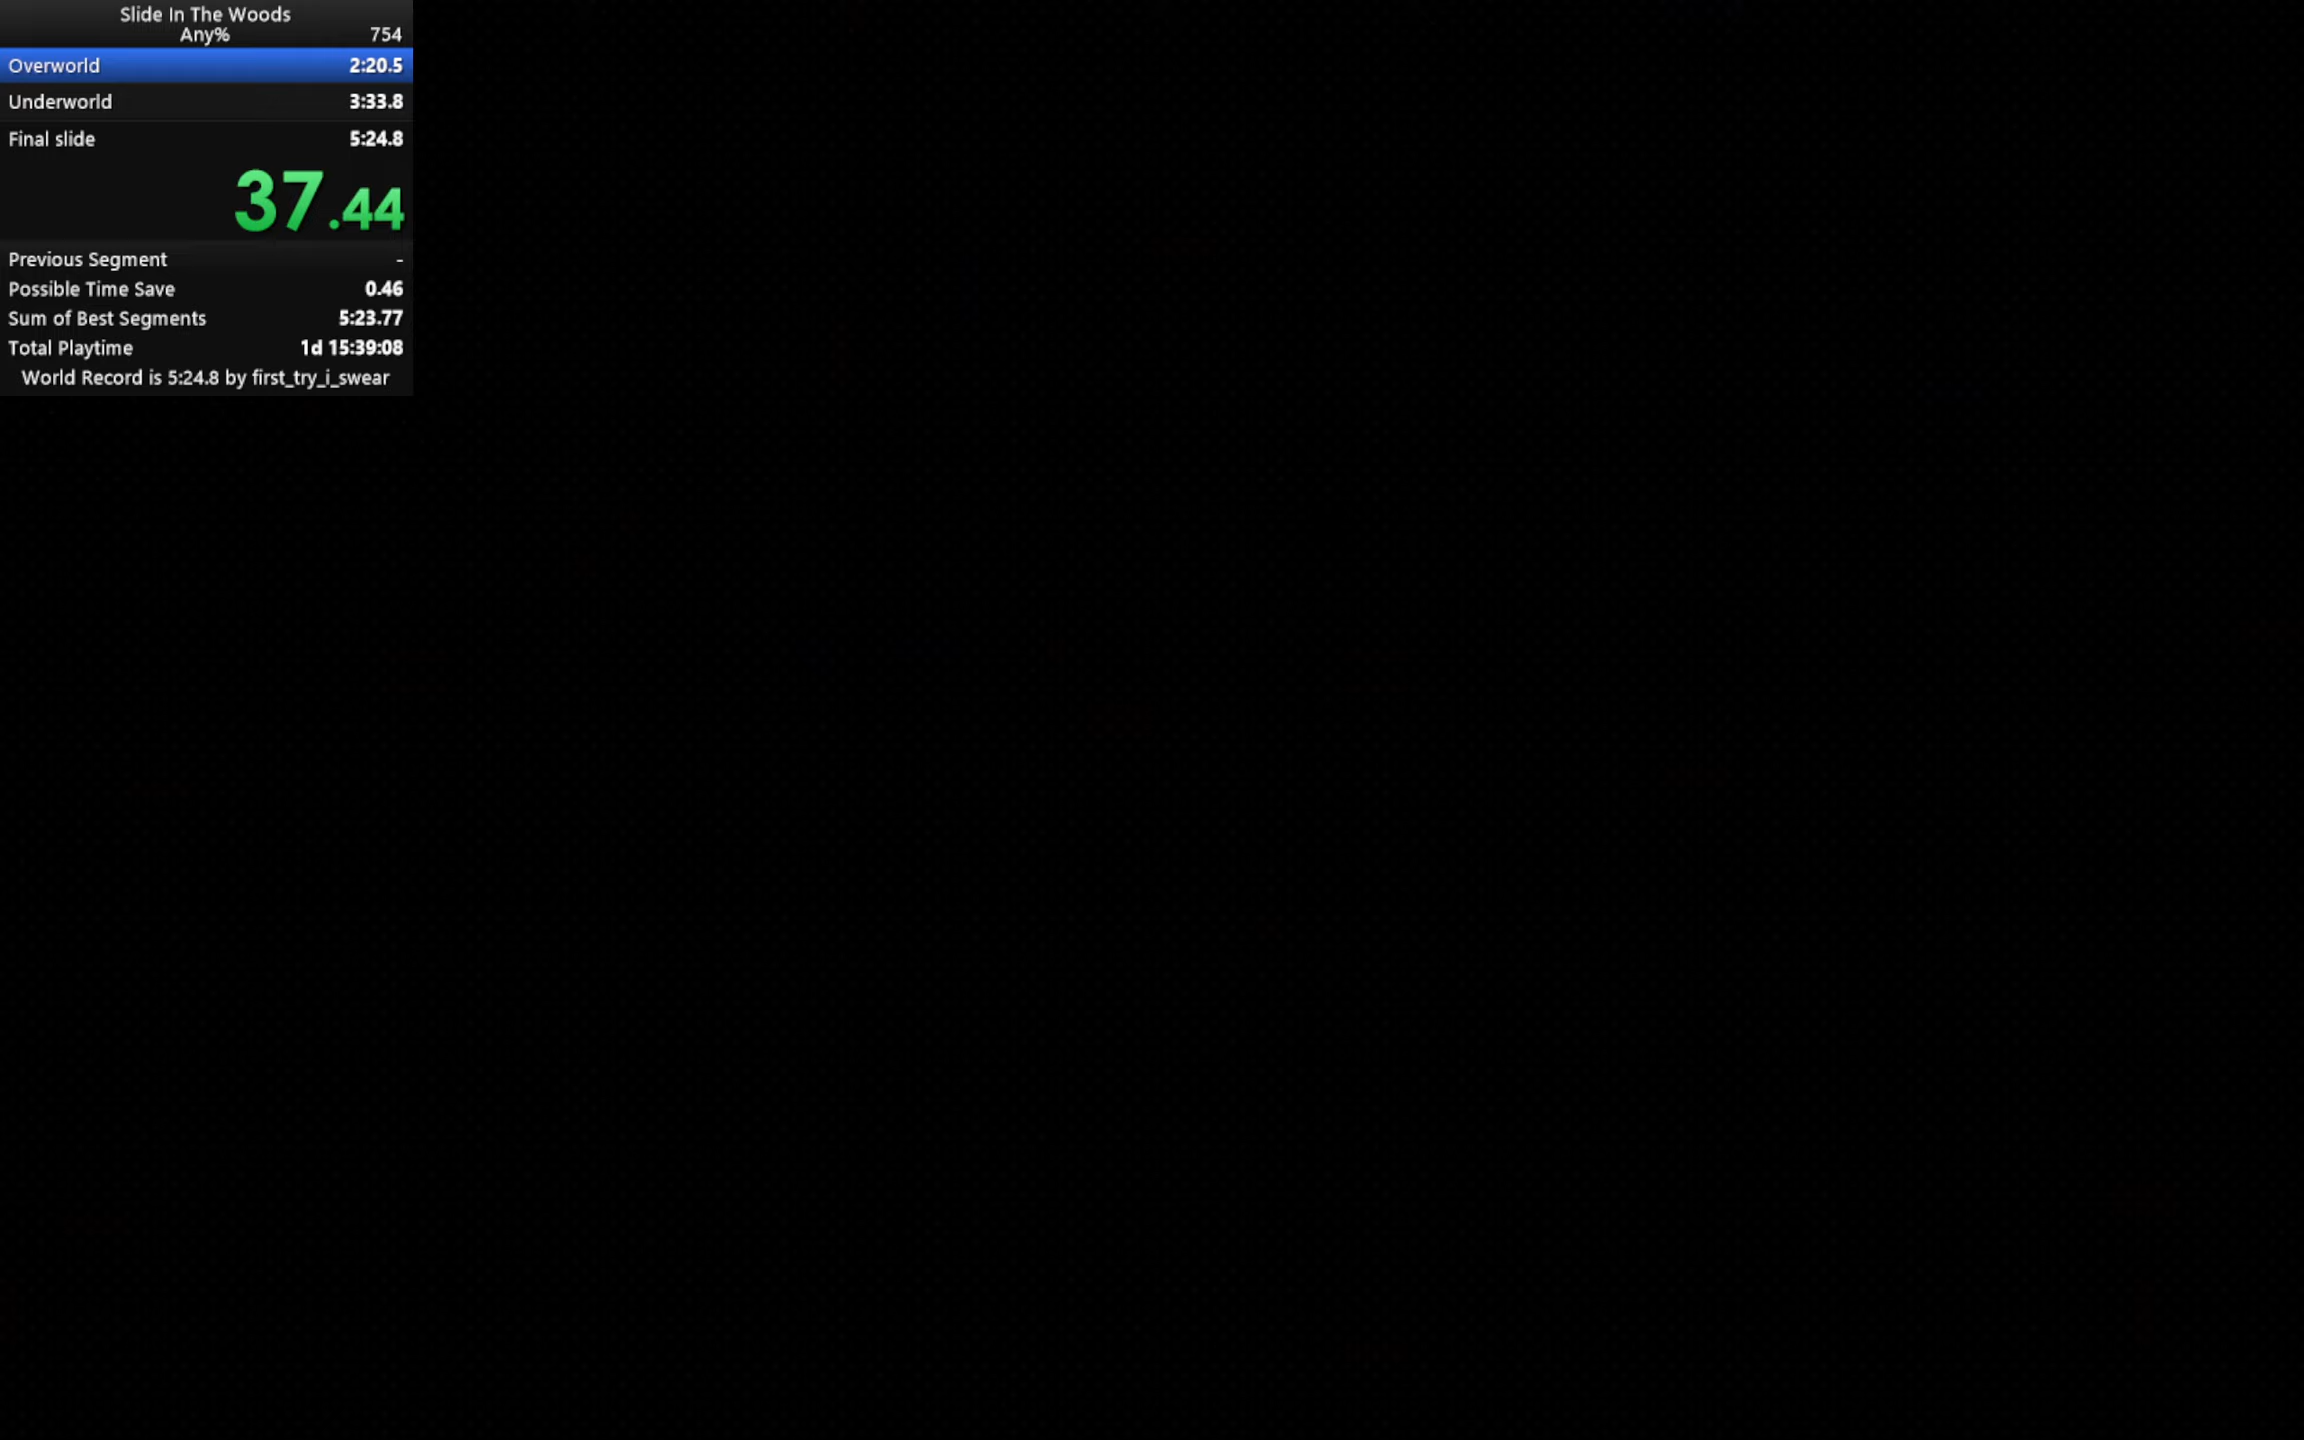 Slide In The Woods
Any% 754
Overworld 2:20.5
Underworld 3:33.8
Final slide 5:24.8
37.44
Previous Segment -
Possible Time Save 0.46
Sum of Best Segments 5:23.77
Total Playtime 1d 15:39:08
World Record is 5:24.8 by first_try_i_swear